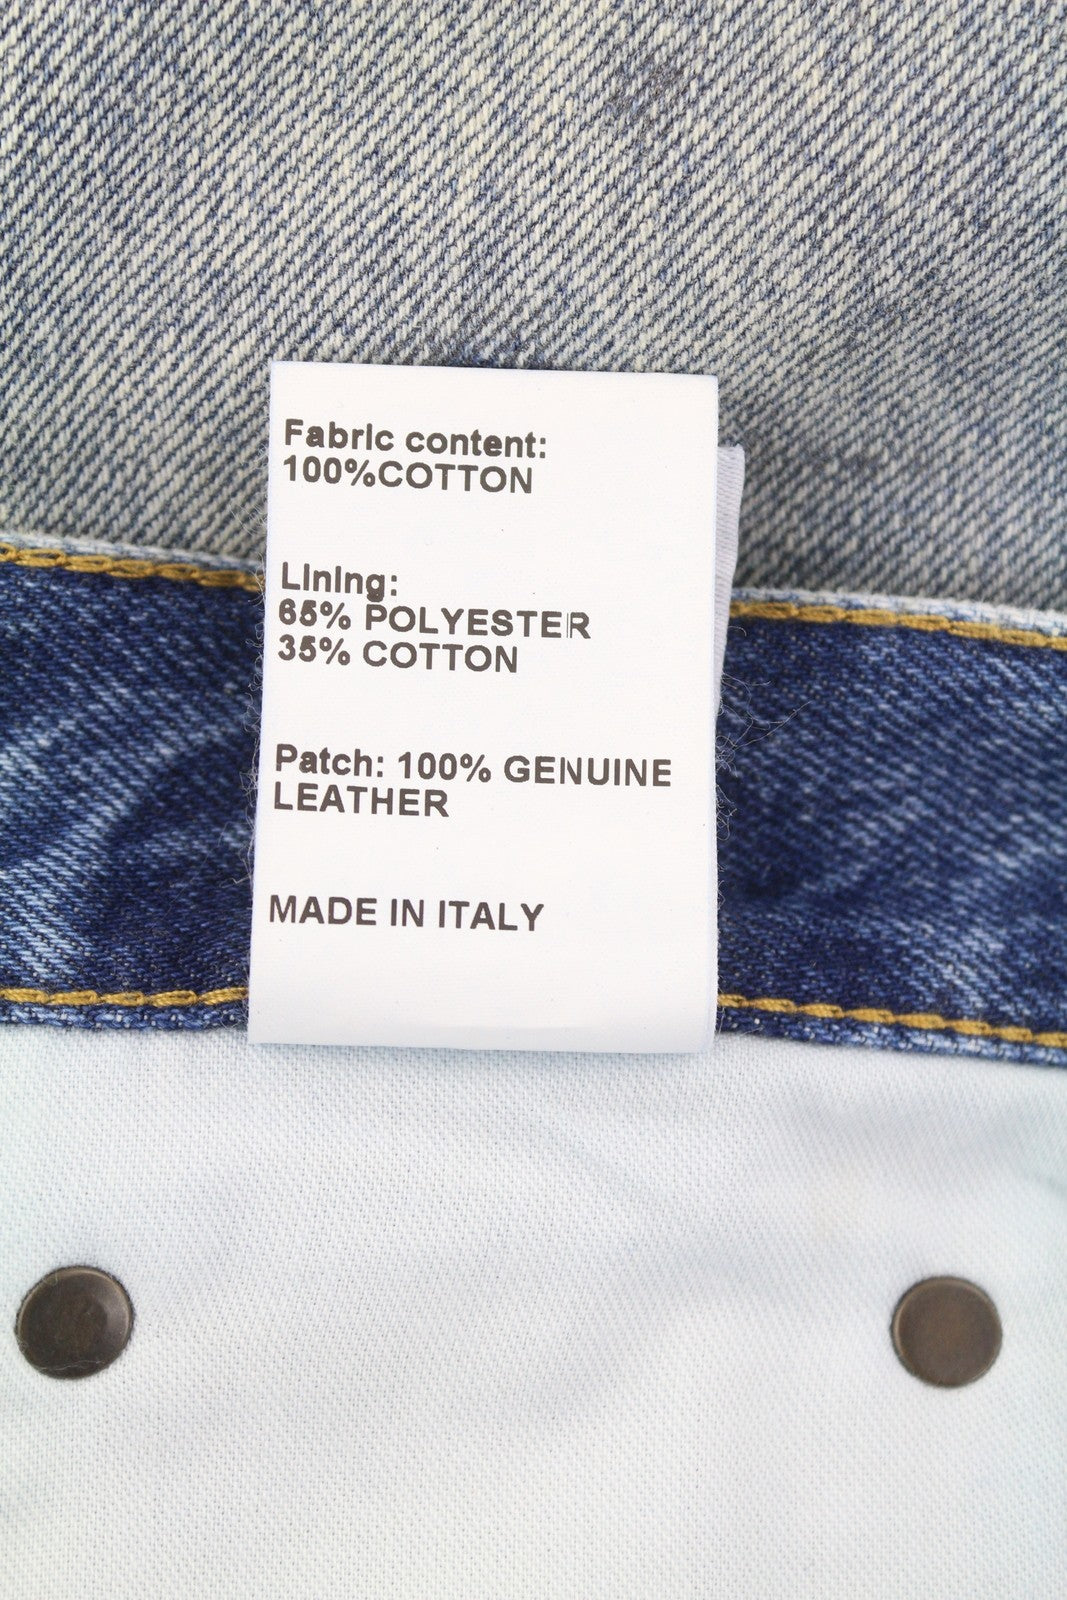 Fabric content:
100%COTTON
Lining:
65% POLYESTER
35% COTTON
Patch: 100% GENUINE
LEATHER
MADE IN ITALY